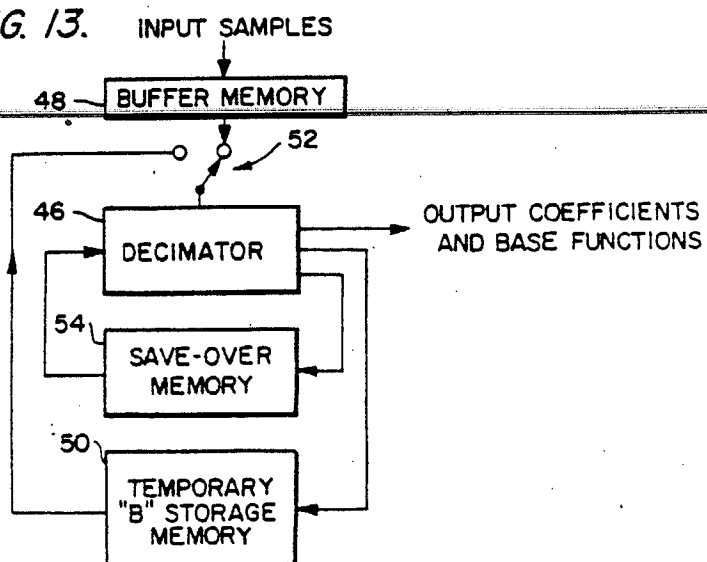 G. 13.
INPUT SAMPLES
48
BUFFER MEMORY
52
46
DECIMATOR
OUTPUT COEFFICIENTS
AND BASE FUNCTIONS
54
SAVE-OVER
MEMORY
50
TEMPORARY
"B" STORAGE
MEMORY